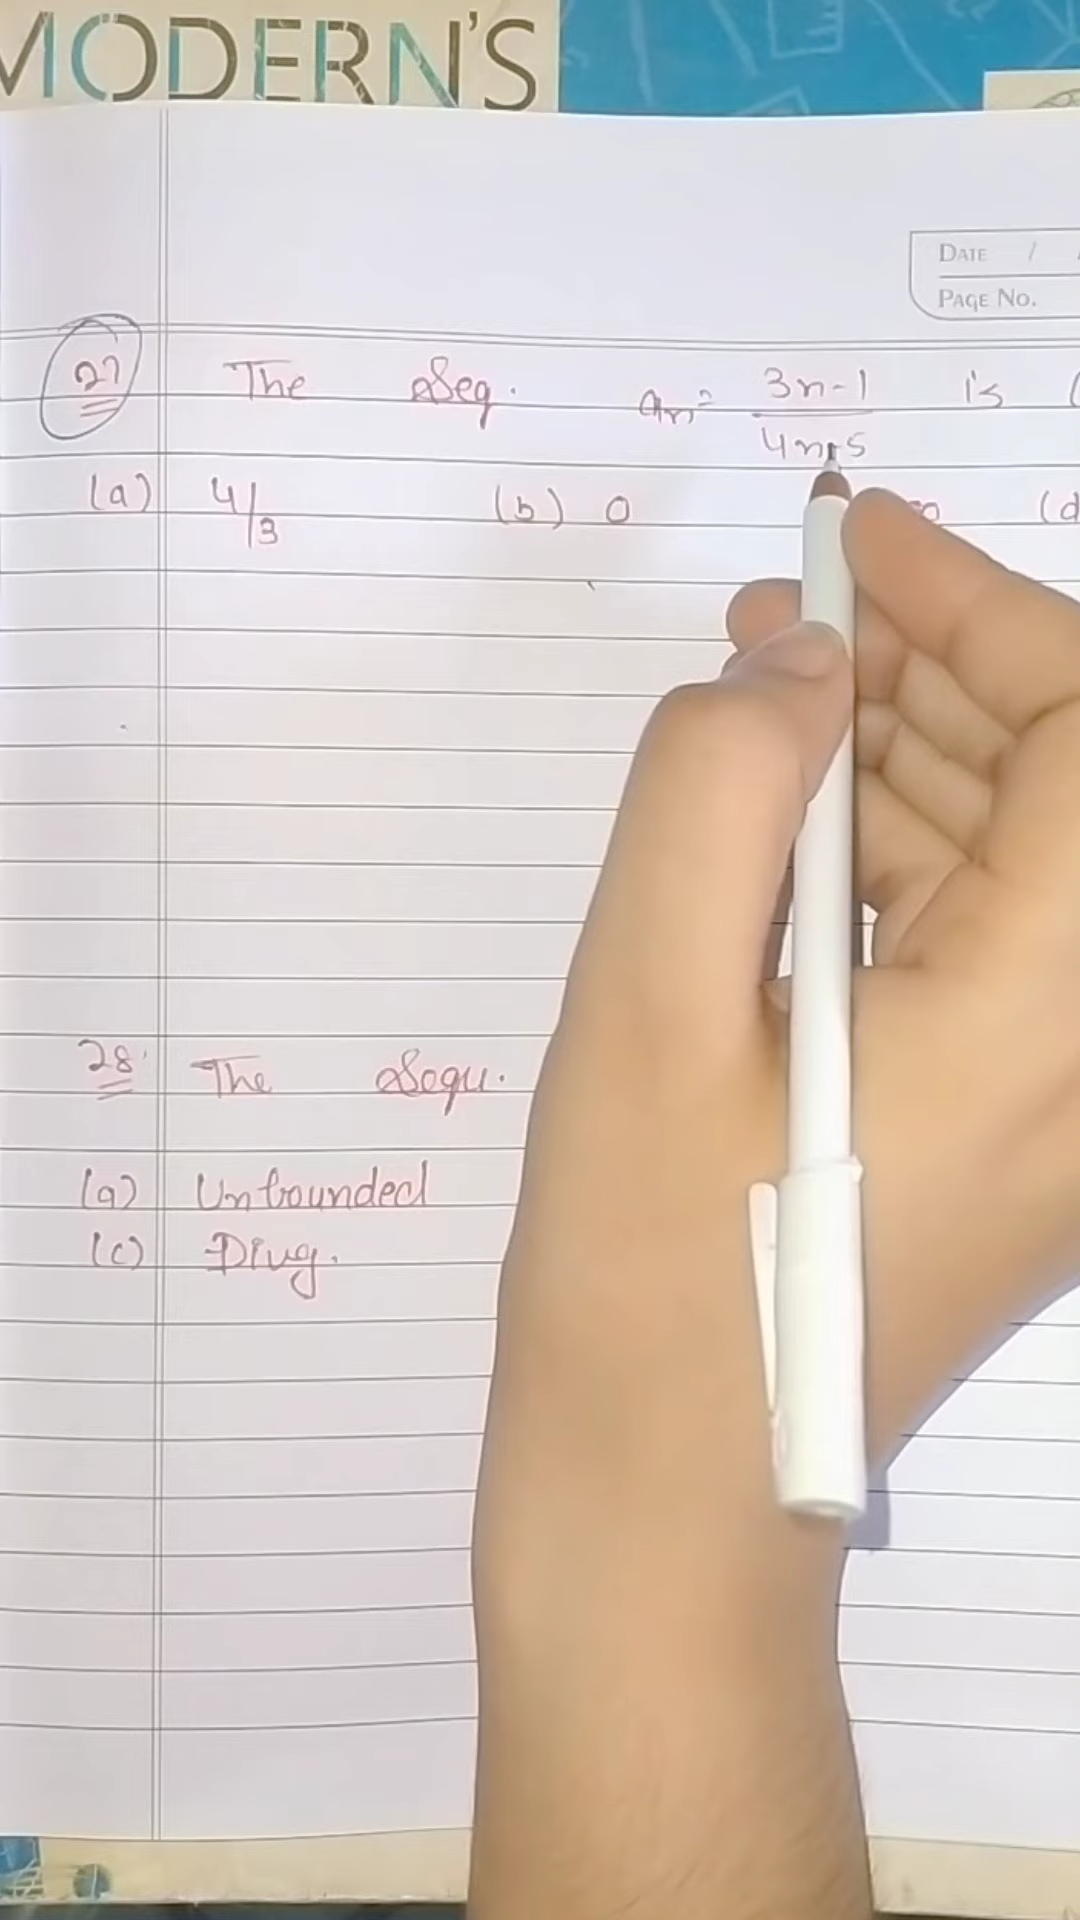 MODERN'S
DATE / /
PAGE NO.
27 The Seq. an = 3n-1 / 4n+5 is (
(a) 4/3 (b) 0 ∞ (d
28. The Sequ.
(a) Unbounded
(c) Divg.